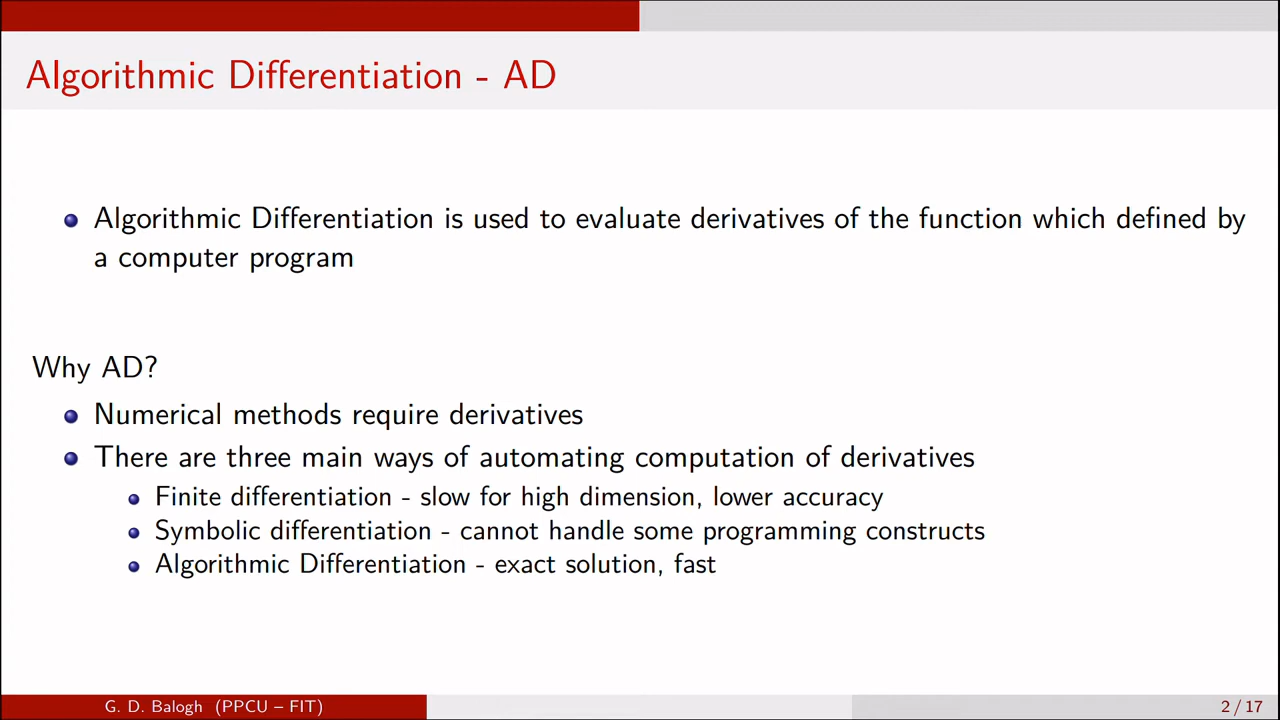 Algorithmic Differentiation - AD
Algorithmic Differentiation is used to evaluate derivatives of the function which defined by
a computer program
Why AD?
Numerical methods require derivatives
There are three main ways of automating computation of derivatives
Finite differentiation - slow for high dimension, lower accuracy
Symbolic differentiation - cannot handle some programming constructs
Algorithmic Differentiation - exact solution, fast
G. D. Balogh (PPCU – FIT)
2 / 17